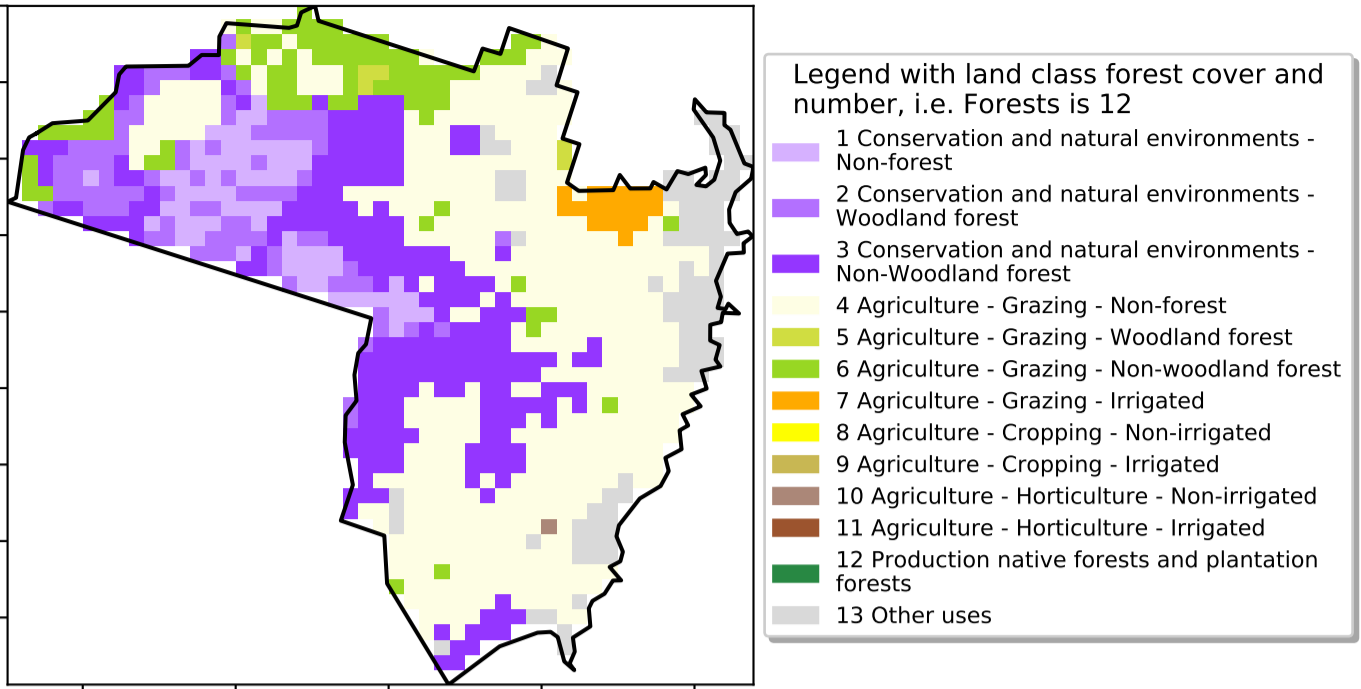 Legend with land class forest cover and
number, i.e. Forests is 12
1 Conservation and natural environments -
Non-forest
2 Conservation and natural environments -
Woodland forest
3 Conservation and natural environments -
Non-Woodland forest
4 Agriculture - Grazing - Non-forest
5 Agriculture - Grazing - Woodland forest
6 Agriculture - Grazing - Non-woodland forest
7 Agriculture - Grazing - Irrigated
8 Agriculture - Cropping - Non-irrigated
9 Agriculture - Cropping - Irrigated
10 Agriculture - Horticulture - Non-irrigated
11 Agriculture - Horticulture - Irrigated
12 Production native forests and plantation
forests
13 Other uses